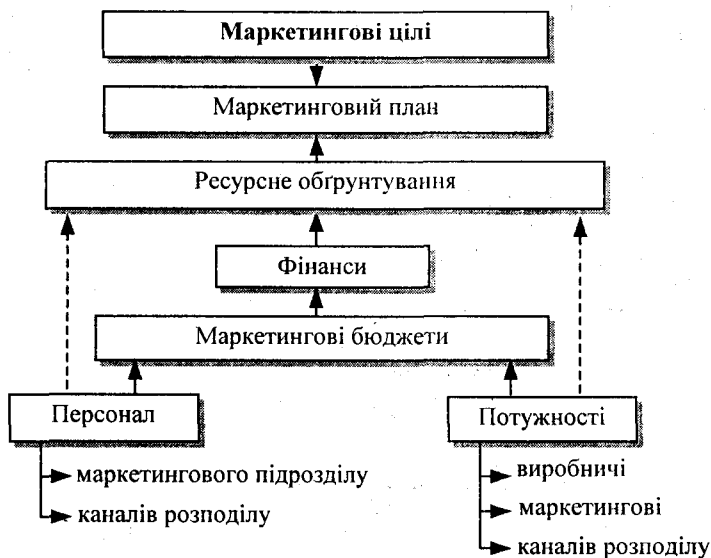 Маркетингові цілі
Маркетинговий план
Ресурсне обґрунтування
Фінанси
Маркетингові бюджети
Персонал
Потужності
маркетингового підрозділу
каналів розподілу
виробничі
маркетингові
каналів розподілу